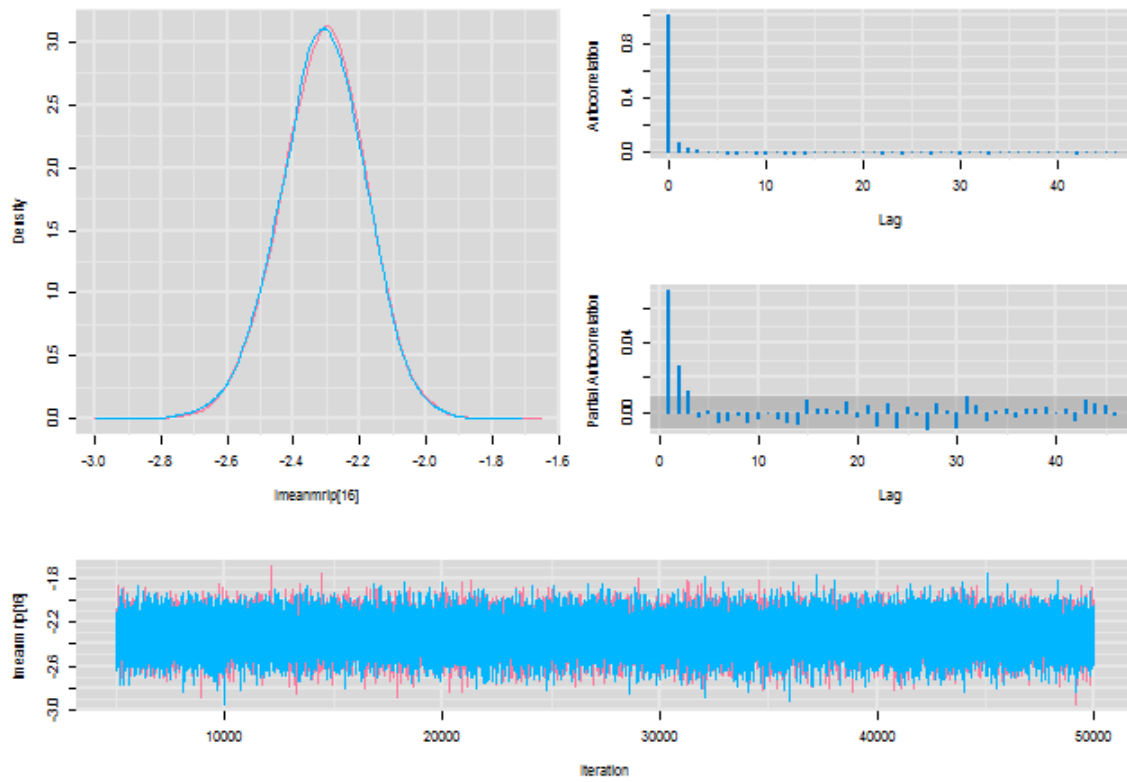 Density
3.0
2.5
2.0
1.5
1.0
0.5
0.0
−3.0 −2.8 −2.6 −2.4 −2.2 −2.0 −1.8 −1.6
lmeanmrip[16]
Autocorrelation
0.8
0.4
0.0
0 10 20 30 40
Lag
Partial Autocorrelation
0.04
0.00
0 10 20 30 40
Lag
lmeanmrip[16]
−1.8
−2.2
−2.6
−3.0
10000 20000 30000 40000 50000
Iteration